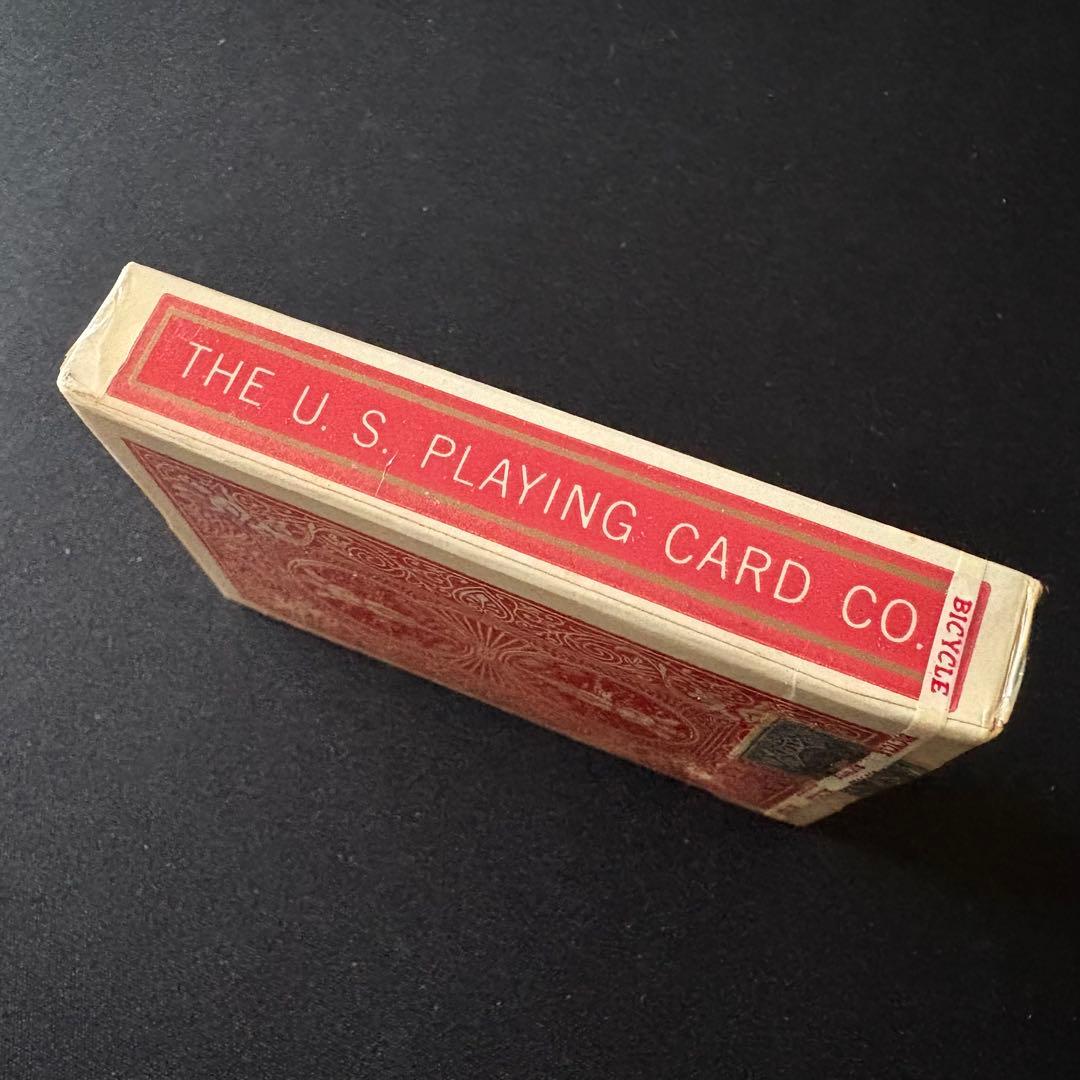 THE U. S. PLAYING CARD CO.
BICYCLE